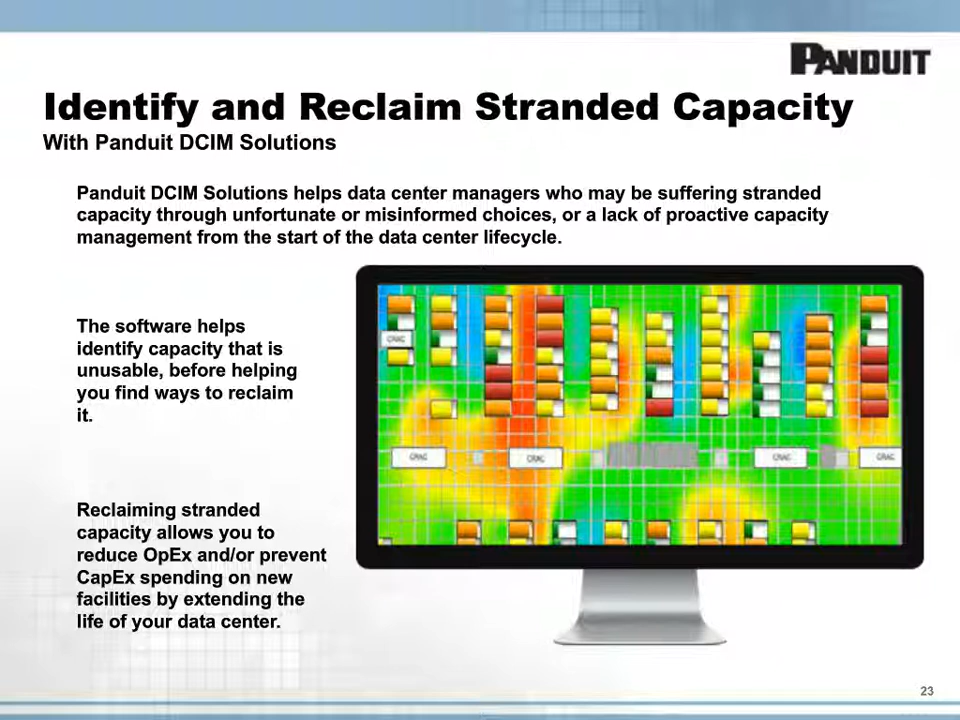 PANDUIT
Identify and Reclaim Stranded Capacity
With Panduit DCIM Solutions
Panduit DCIM Solutions helps data center managers who may be suffering stranded
capacity through unfortunate or misinformed choices, or a lack of proactive capacity
management from the start of the data center lifecycle.
The software helps
identify capacity that is
unusable, before helping
you find ways to reclaim
it.
Reclaiming stranded
capacity allows you to
reduce OpEx and/or prevent
CapEx spending on new
facilities by extending the
life of your data center.
CRAC
CRAC
CRAC
CRAC
CRAC
23